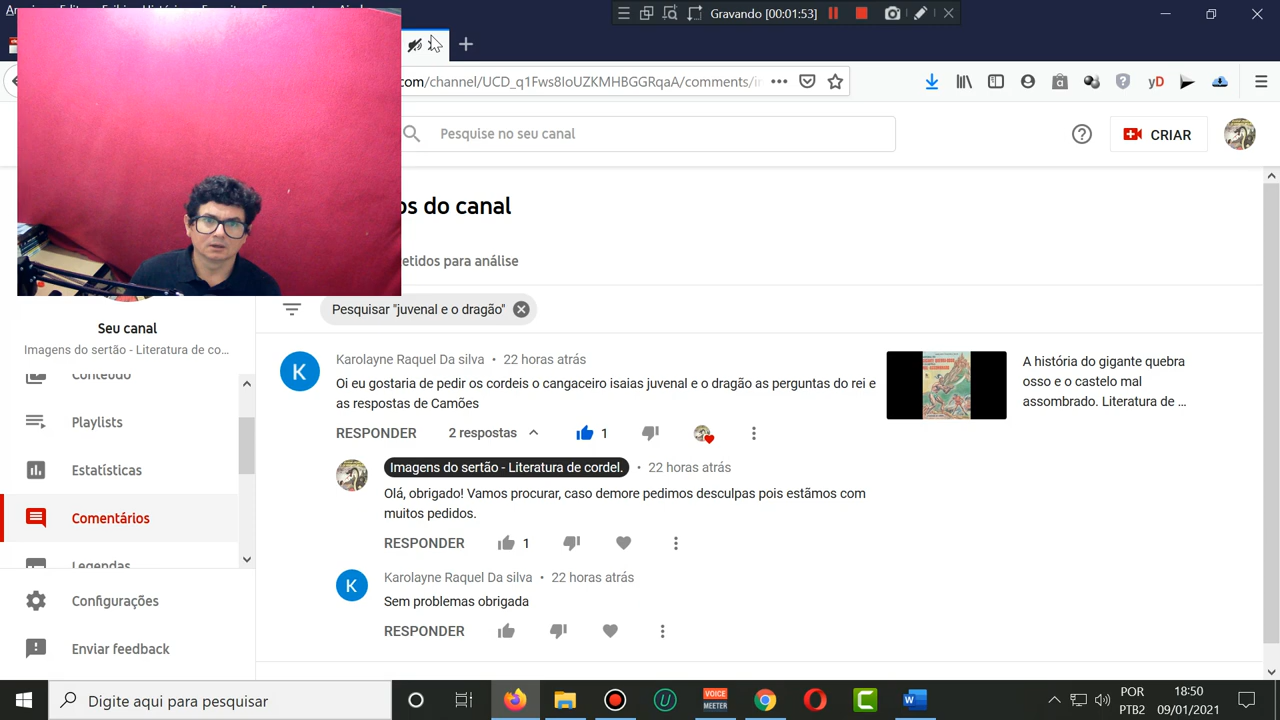 Gravando [00:01:53]
com/channel/UCD_q1Fws8IoUZKMHBGGRqaA/comments/i
Pesquise no seu canal
CRIAR
os do canal
etidos para análise
Pesquisar "juvenal e o dragão"
Seu canal
Imagens do sertão - Literatura de co...
Conteúdo
Playlists
Estatísticas
Comentários
Legendas
Configurações
Enviar feedback
K
Karolayne Raquel Da silva • 22 horas atrás
Oi eu gostaria de pedir os cordeis o cangaceiro isaias juvenal e o dragão as perguntas do rei e
as respostas de Camões
RESPONDER 2 respostas 1
A história do gigante quebra
osso e o castelo mal
assombrado. Literatura de ...
Imagens do sertão - Literatura de cordel. • 22 horas atrás
Olá, obrigado! Vamos procurar, caso demore pedimos desculpas pois estãmos com
muitos pedidos.
RESPONDER 1
K
Karolayne Raquel Da silva • 22 horas atrás
Sem problemas obrigada
RESPONDER
Digite aqui para pesquisar
VOICE
MEETER
POR
PTB2
18:50
09/01/2021